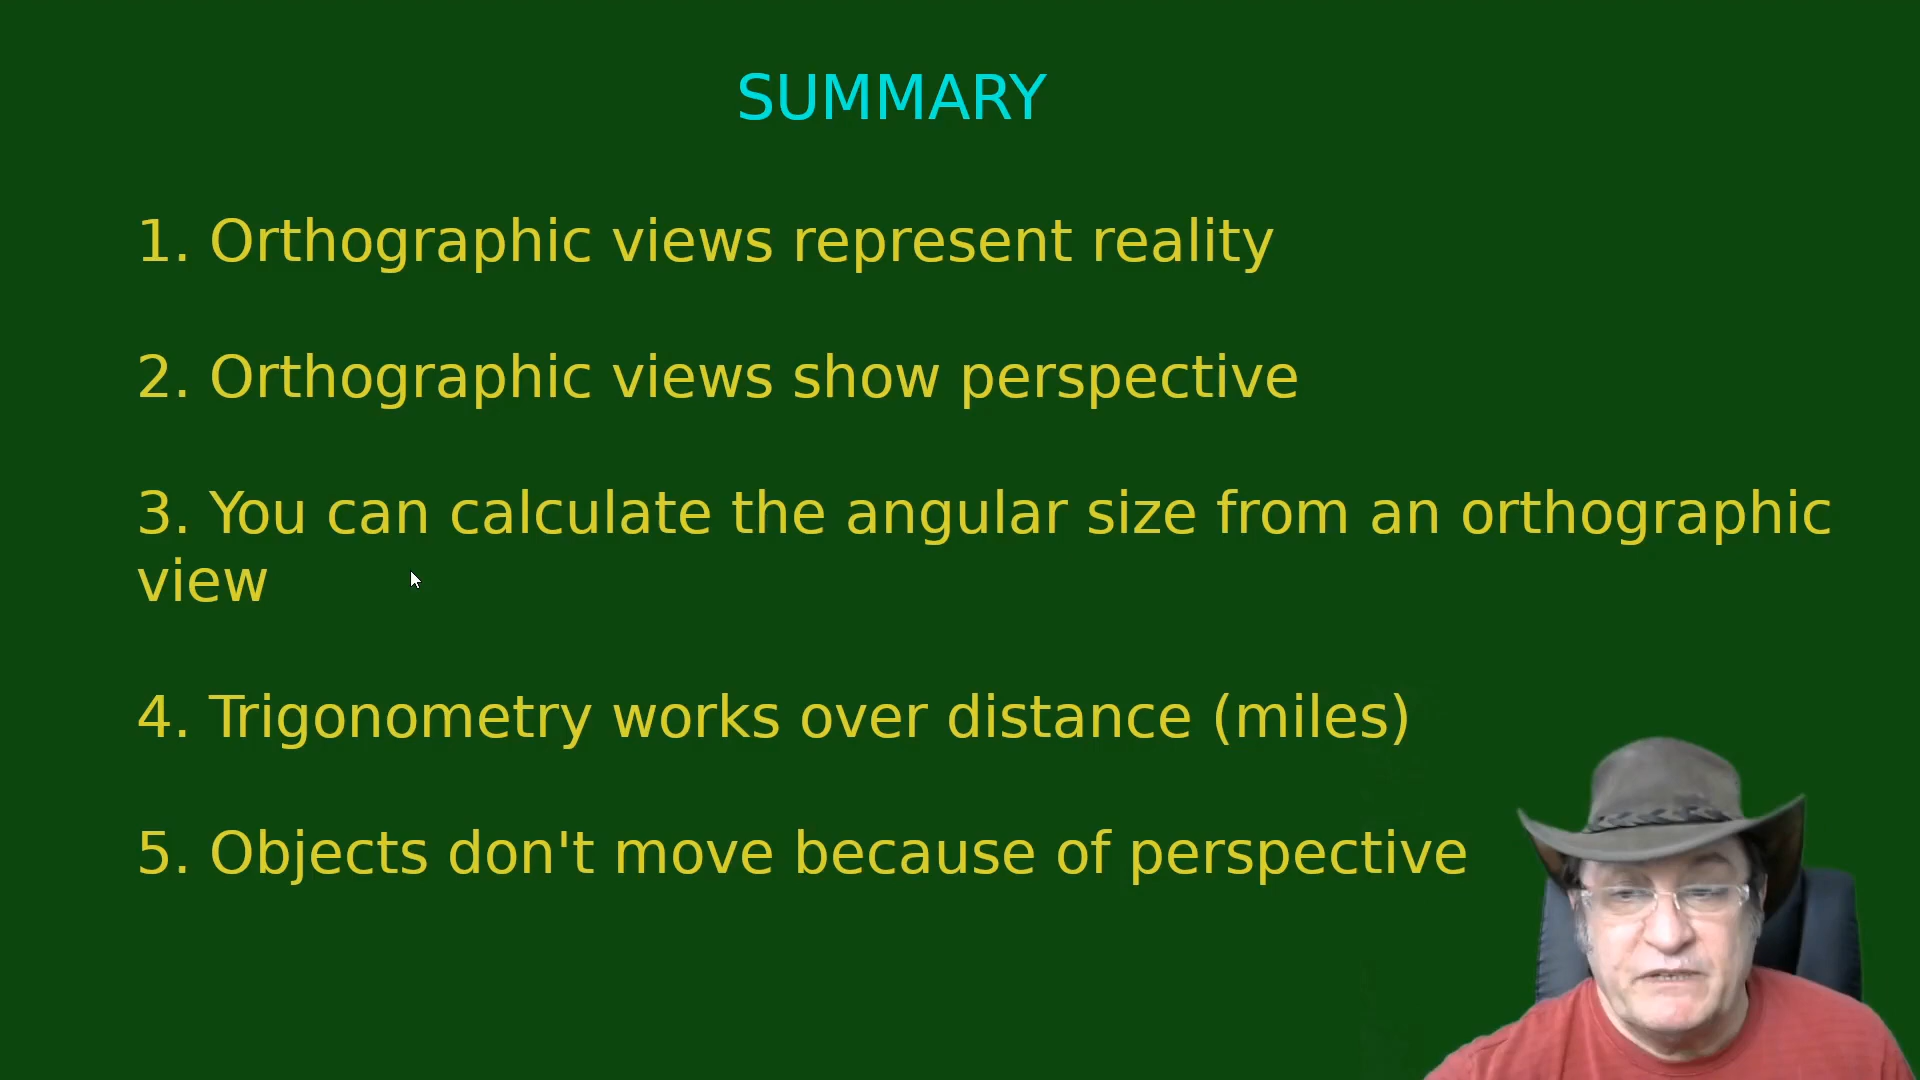 SUMMARY
1. Orthographic views represent reality
2. Orthographic views show perspective
3. You can calculate the angular size from an orthographic
view
4. Trigonometry works over distance (miles)
5. Objects don't move because of perspective